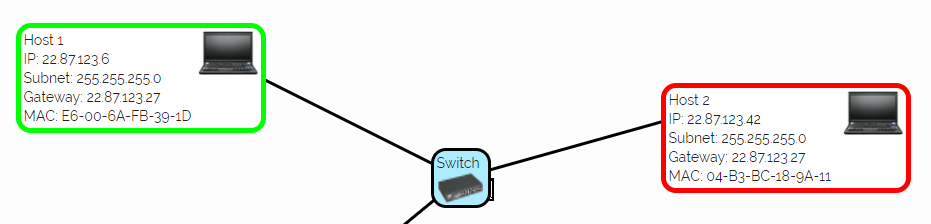 Host 1
IP: 22.87.123.6
Subnet: 255.255.255.0
Gateway: 22.87.123.27
MAC: E6-00-6A-FB-39-1D
Host 2
IP: 22.87.123.42
Subnet: 255.255.255.0
Gateway: 22.87.123.27
MAC: 04-B3-BC-18-9A-11
Switch